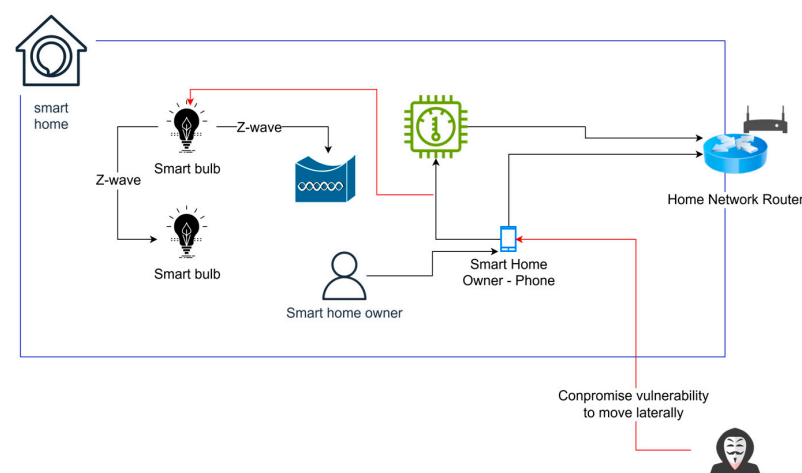 smart
home
Smart bulb
Z-wave
Z-wave
Smart bulb
Smart home owner
Smart Home
Owner - Phone
Home Network Router
Conpromise vulnerability
to move laterally